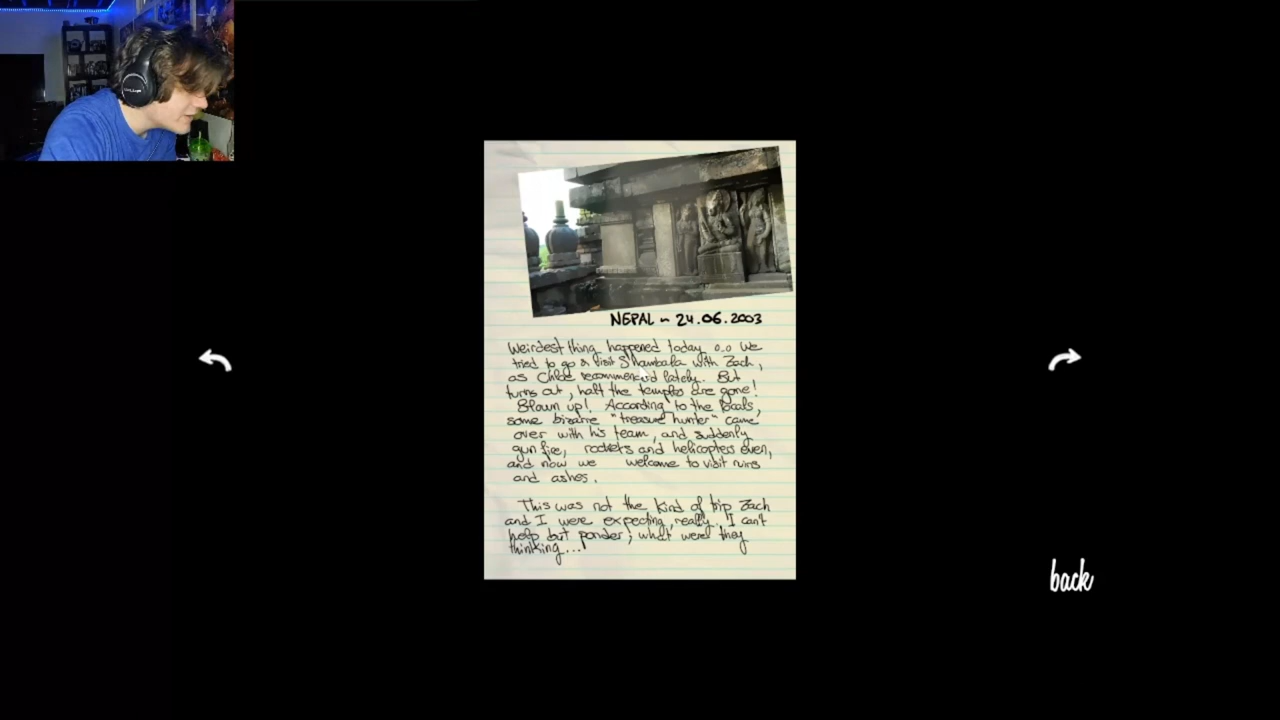 NEPAL ~ 24.06.2003
Weirdest thing happened today o.o We
tried to go & visit Shambala with Zach,
as Chloe recommended lately. But
turns out, half the temples are gone!
Blown up! According to the locals,
some bizarre "treasure hunter" came
over with his team, and suddenly
gun fire, rockets and helicopters even,
and now we welcome to visit ruins
and ashes.
This was not the kind of trip Zach
and I were expecting, really. I can't
help but ponder; what were they
thinking...
back